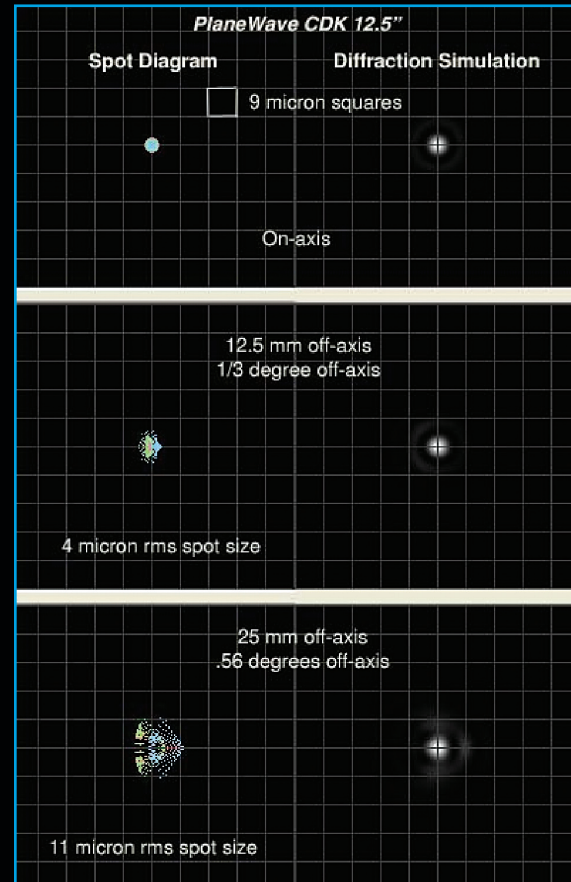 PlaneWave CDK 12.5”
Spot Diagram Diffraction Simulation
9 micron squares
On-axis
12.5 mm off-axis
1/3 degree off-axis
4 micron rms spot size
25 mm off-axis
.56 degrees off-axis
11 micron rms spot size